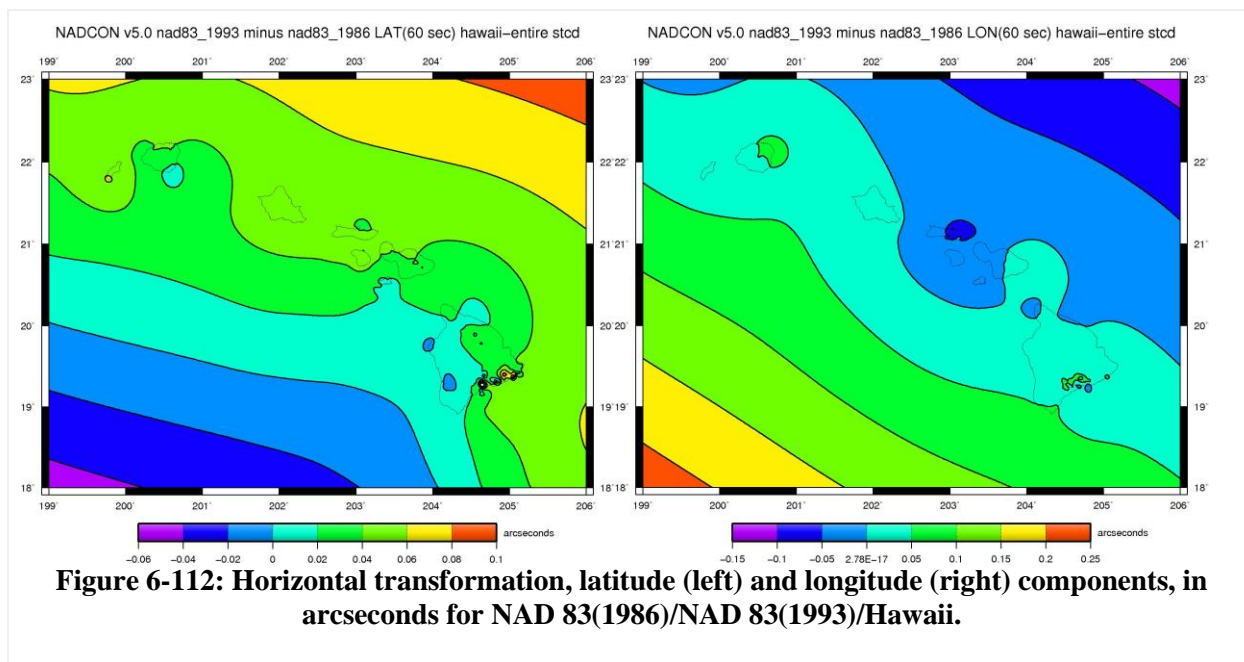 NADCON v5.0 nad83_1993 minus nad83_1986 LAT(60 sec) hawaii-entire stcd
199° 200° 201° 202° 203° 204° 205° 206°
23°
22°
21°
20°
19°
18°
23°
22°
21°
20°
19°
18°
199° 200° 201° 202° 203° 204° 205° 206°
-0.06 -0.04 -0.02 0 0.02 0.04 0.06 0.08 0.1
arcseconds
NADCON v5.0 nad83_1993 minus nad83_1986 LON(60 sec) hawaii-entire stcd
199° 200° 201° 202° 203° 204° 205° 206°
23°
22°
21°
20°
19°
18°
23°
22°
21°
20°
19°
18°
199° 200° 201° 202° 203° 204° 205° 206°
-0.15 -0.1 -0.05 2.78E-17 0.05 0.1 0.15 0.2 0.25
arcseconds
Figure 6-112: Horizontal transformation, latitude (left) and longitude (right) components, in
arcseconds for NAD 83(1986)/NAD 83(1993)/Hawaii.